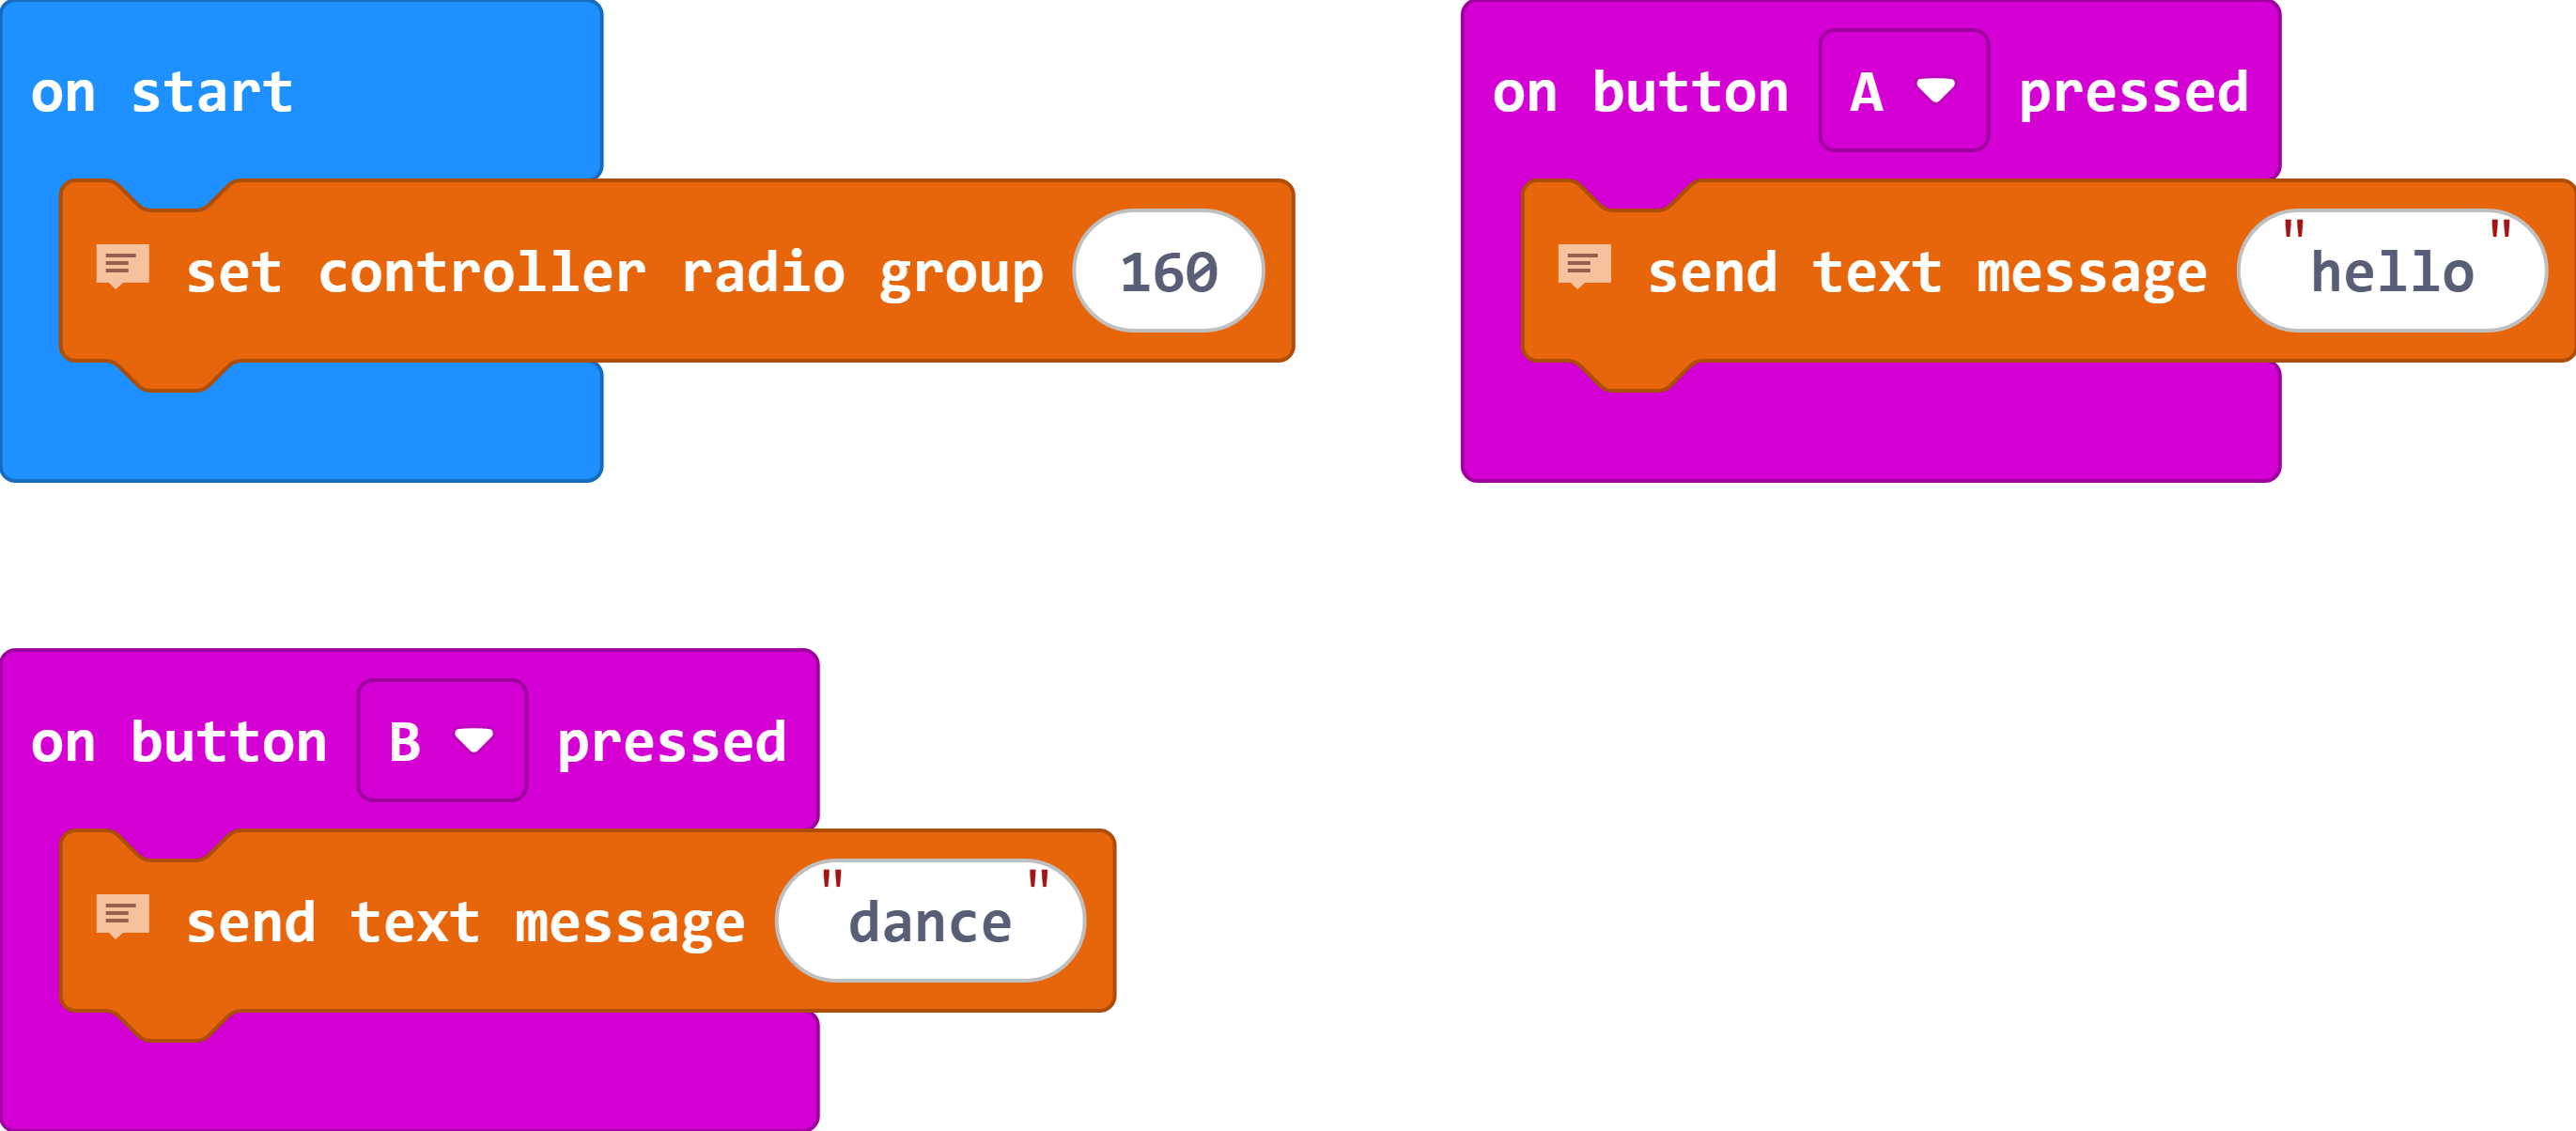 on start
set controller radio group 160
on button A pressed
send text message "hello"
on button B pressed
send text message "dance"